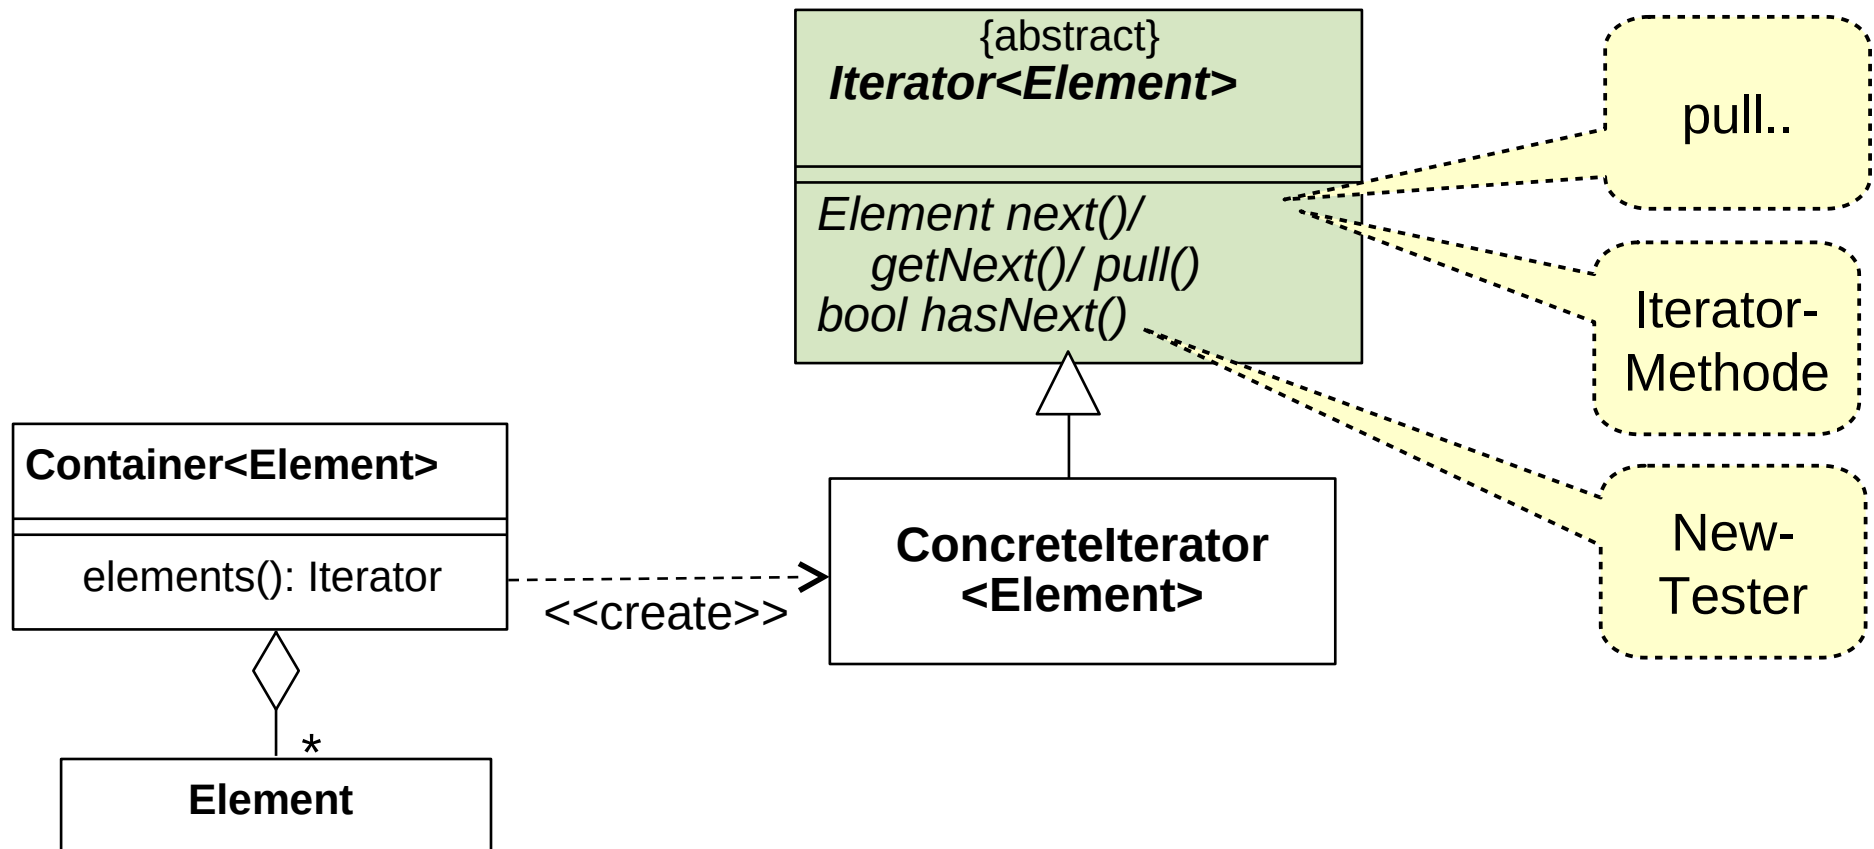 {abstract}
Iterator<Element>
Element next()/
getNext()/ pull()
bool hasNext()
pull..
Iterator-
Methode
New-
Tester
Container<Element>
elements(): Iterator
<<create>>
ConcreteIterator
<Element>
*
Element